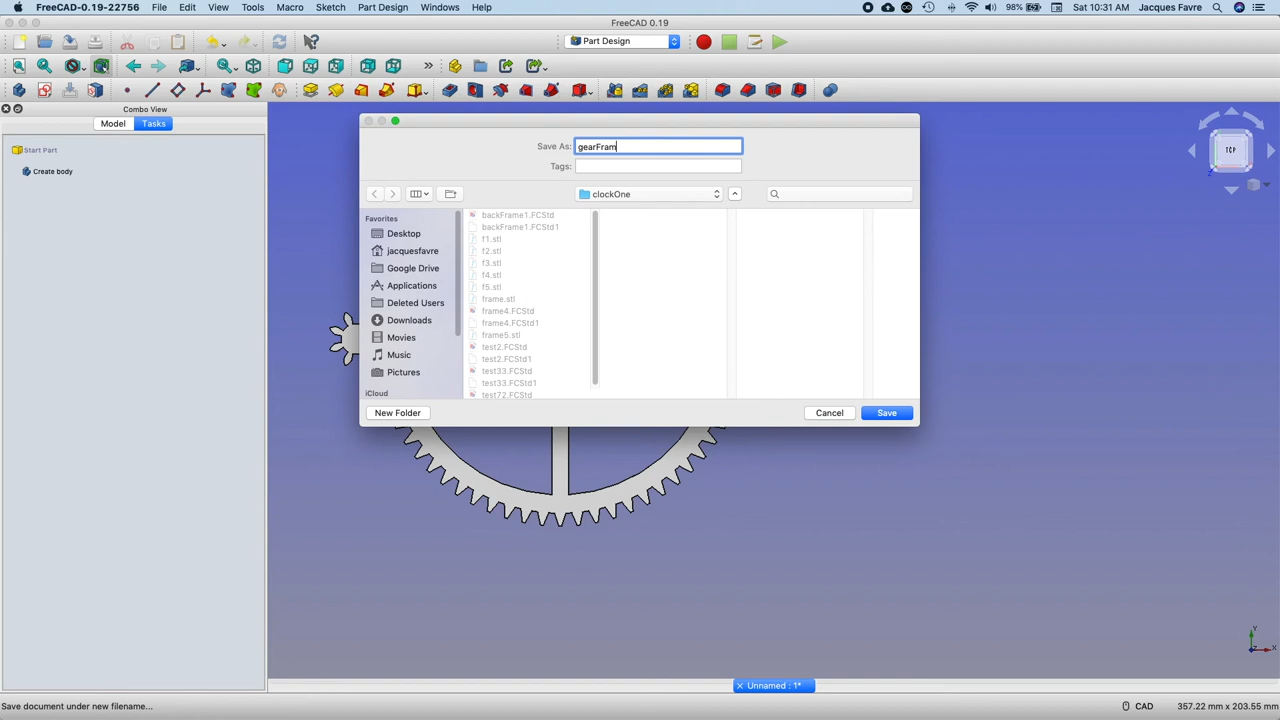 FreeCAD-0.19-22756 File Edit View Tools Macro Sketch Part Design Windows Help 98% Sat 10:31 AM Jacques Favre
FreeCAD 0.19
Part Design
Combo View
Model Tasks
Start Part
Create body
Save As: gearFram
Tags:
clockOne
Favorites
Desktop
jacquesfavre
Google Drive
Applications
Deleted Users
Downloads
Movies
Music
Pictures
iCloud
backFrame1.FCStd
backFrame1.FCStd1
f1.stl
f2.stl
f3.stl
f4.stl
f5.stl
frame.stl
frame4.FCStd
frame4.FCStd1
frame5.stl
test2.FCStd
test2.FCStd1
test33.FCStd
test33.FCStd1
test72.FCStd
New Folder Cancel Save
TOP
Z
Y
Z X
Unnamed : 1*
Save document under new filename... CAD 357.22 mm x 203.55 mm